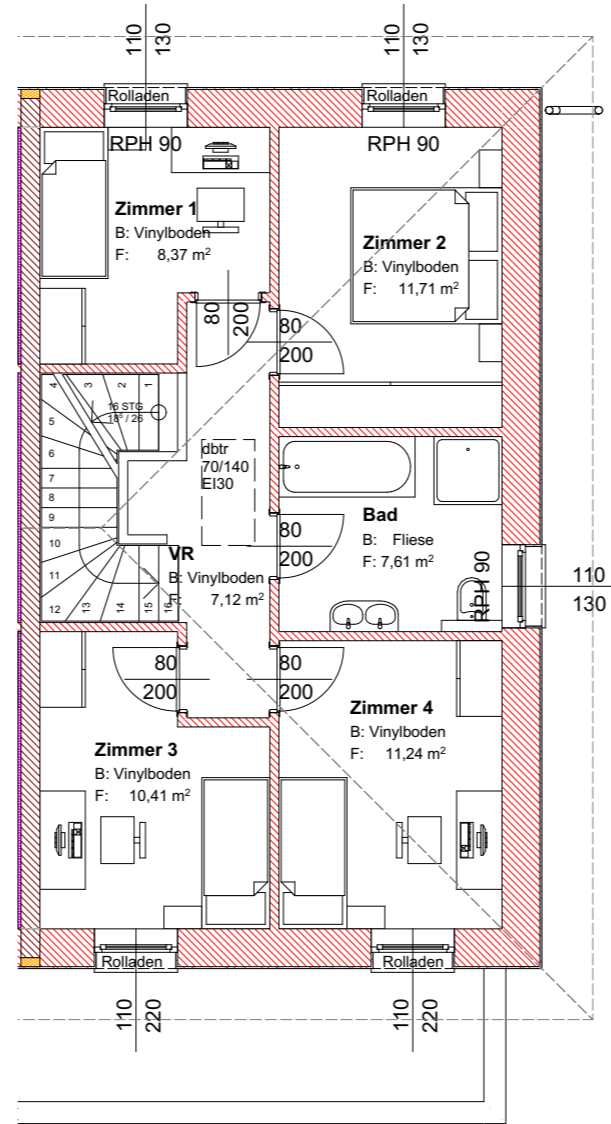 110
130
110
130
Rolladen
Rolladen
RPH 90
RPH 90
Zimmer 1
B: Vinylboden
F: 8,37 m²
Zimmer 2
B: Vinylboden
F: 11,71 m²
80
200
80
200
4
3
2
1
16 STG
18⁵ / 26
5
6
7
8
9
10
11
12
13
14
15
16
dbtr
70/140
EI30
Bad
B: Fliese
F: 7,61 m²
80
200
RPH 90
110
130
VR
B: Vinylboden
F: 7,12 m²
80
200
80
200
Zimmer 3
B: Vinylboden
F: 10,41 m²
Zimmer 4
B: Vinylboden
F: 11,24 m²
Rolladen
Rolladen
110
220
110
220